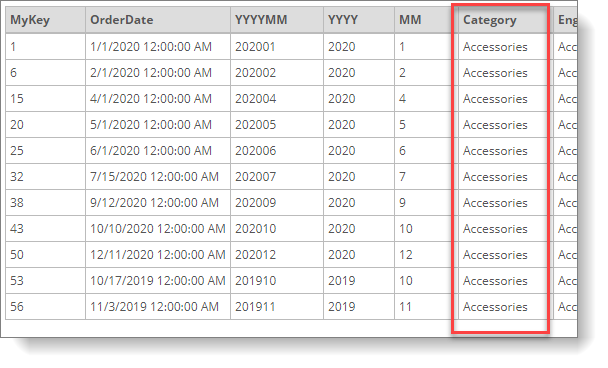 MyKey OrderDate YYYYMM YYYY MM Category Eng
1 1/1/2020 12:00:00 AM 202001 2020 1 Accessories Acc
6 2/1/2020 12:00:00 AM 202002 2020 2 Accessories Acc
15 4/1/2020 12:00:00 AM 202004 2020 4 Accessories Acc
20 5/1/2020 12:00:00 AM 202005 2020 5 Accessories Acc
25 6/1/2020 12:00:00 AM 202006 2020 6 Accessories Acc
32 7/15/2020 12:00:00 AM 202007 2020 7 Accessories Acc
38 9/12/2020 12:00:00 AM 202009 2020 9 Accessories Acc
43 10/10/2020 12:00:00 AM 202010 2020 10 Accessories Acc
50 12/11/2020 12:00:00 AM 202012 2020 12 Accessories Acc
53 10/17/2019 12:00:00 AM 201910 2019 10 Accessories Acc
56 11/3/2019 12:00:00 AM 201911 2019 11 Accessories Acc